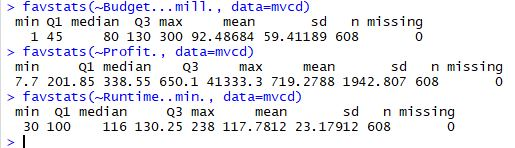 > favstats(~Budget...mill., data=mvcd)
min Q1 median Q3 max mean sd n missing
1 45 80 130 300 92.48684 59.41189 608 0
> favstats(~Profit., data=mvcd)
min Q1 median Q3 max mean sd n missing
7.7 201.85 338.55 650.1 41333.3 719.2788 1942.807 608 0
> favstats(~Runtime..min., data=mvcd)
min Q1 median Q3 max mean sd n missing
30 100 116 130.25 238 117.7812 23.17912 608 0
>